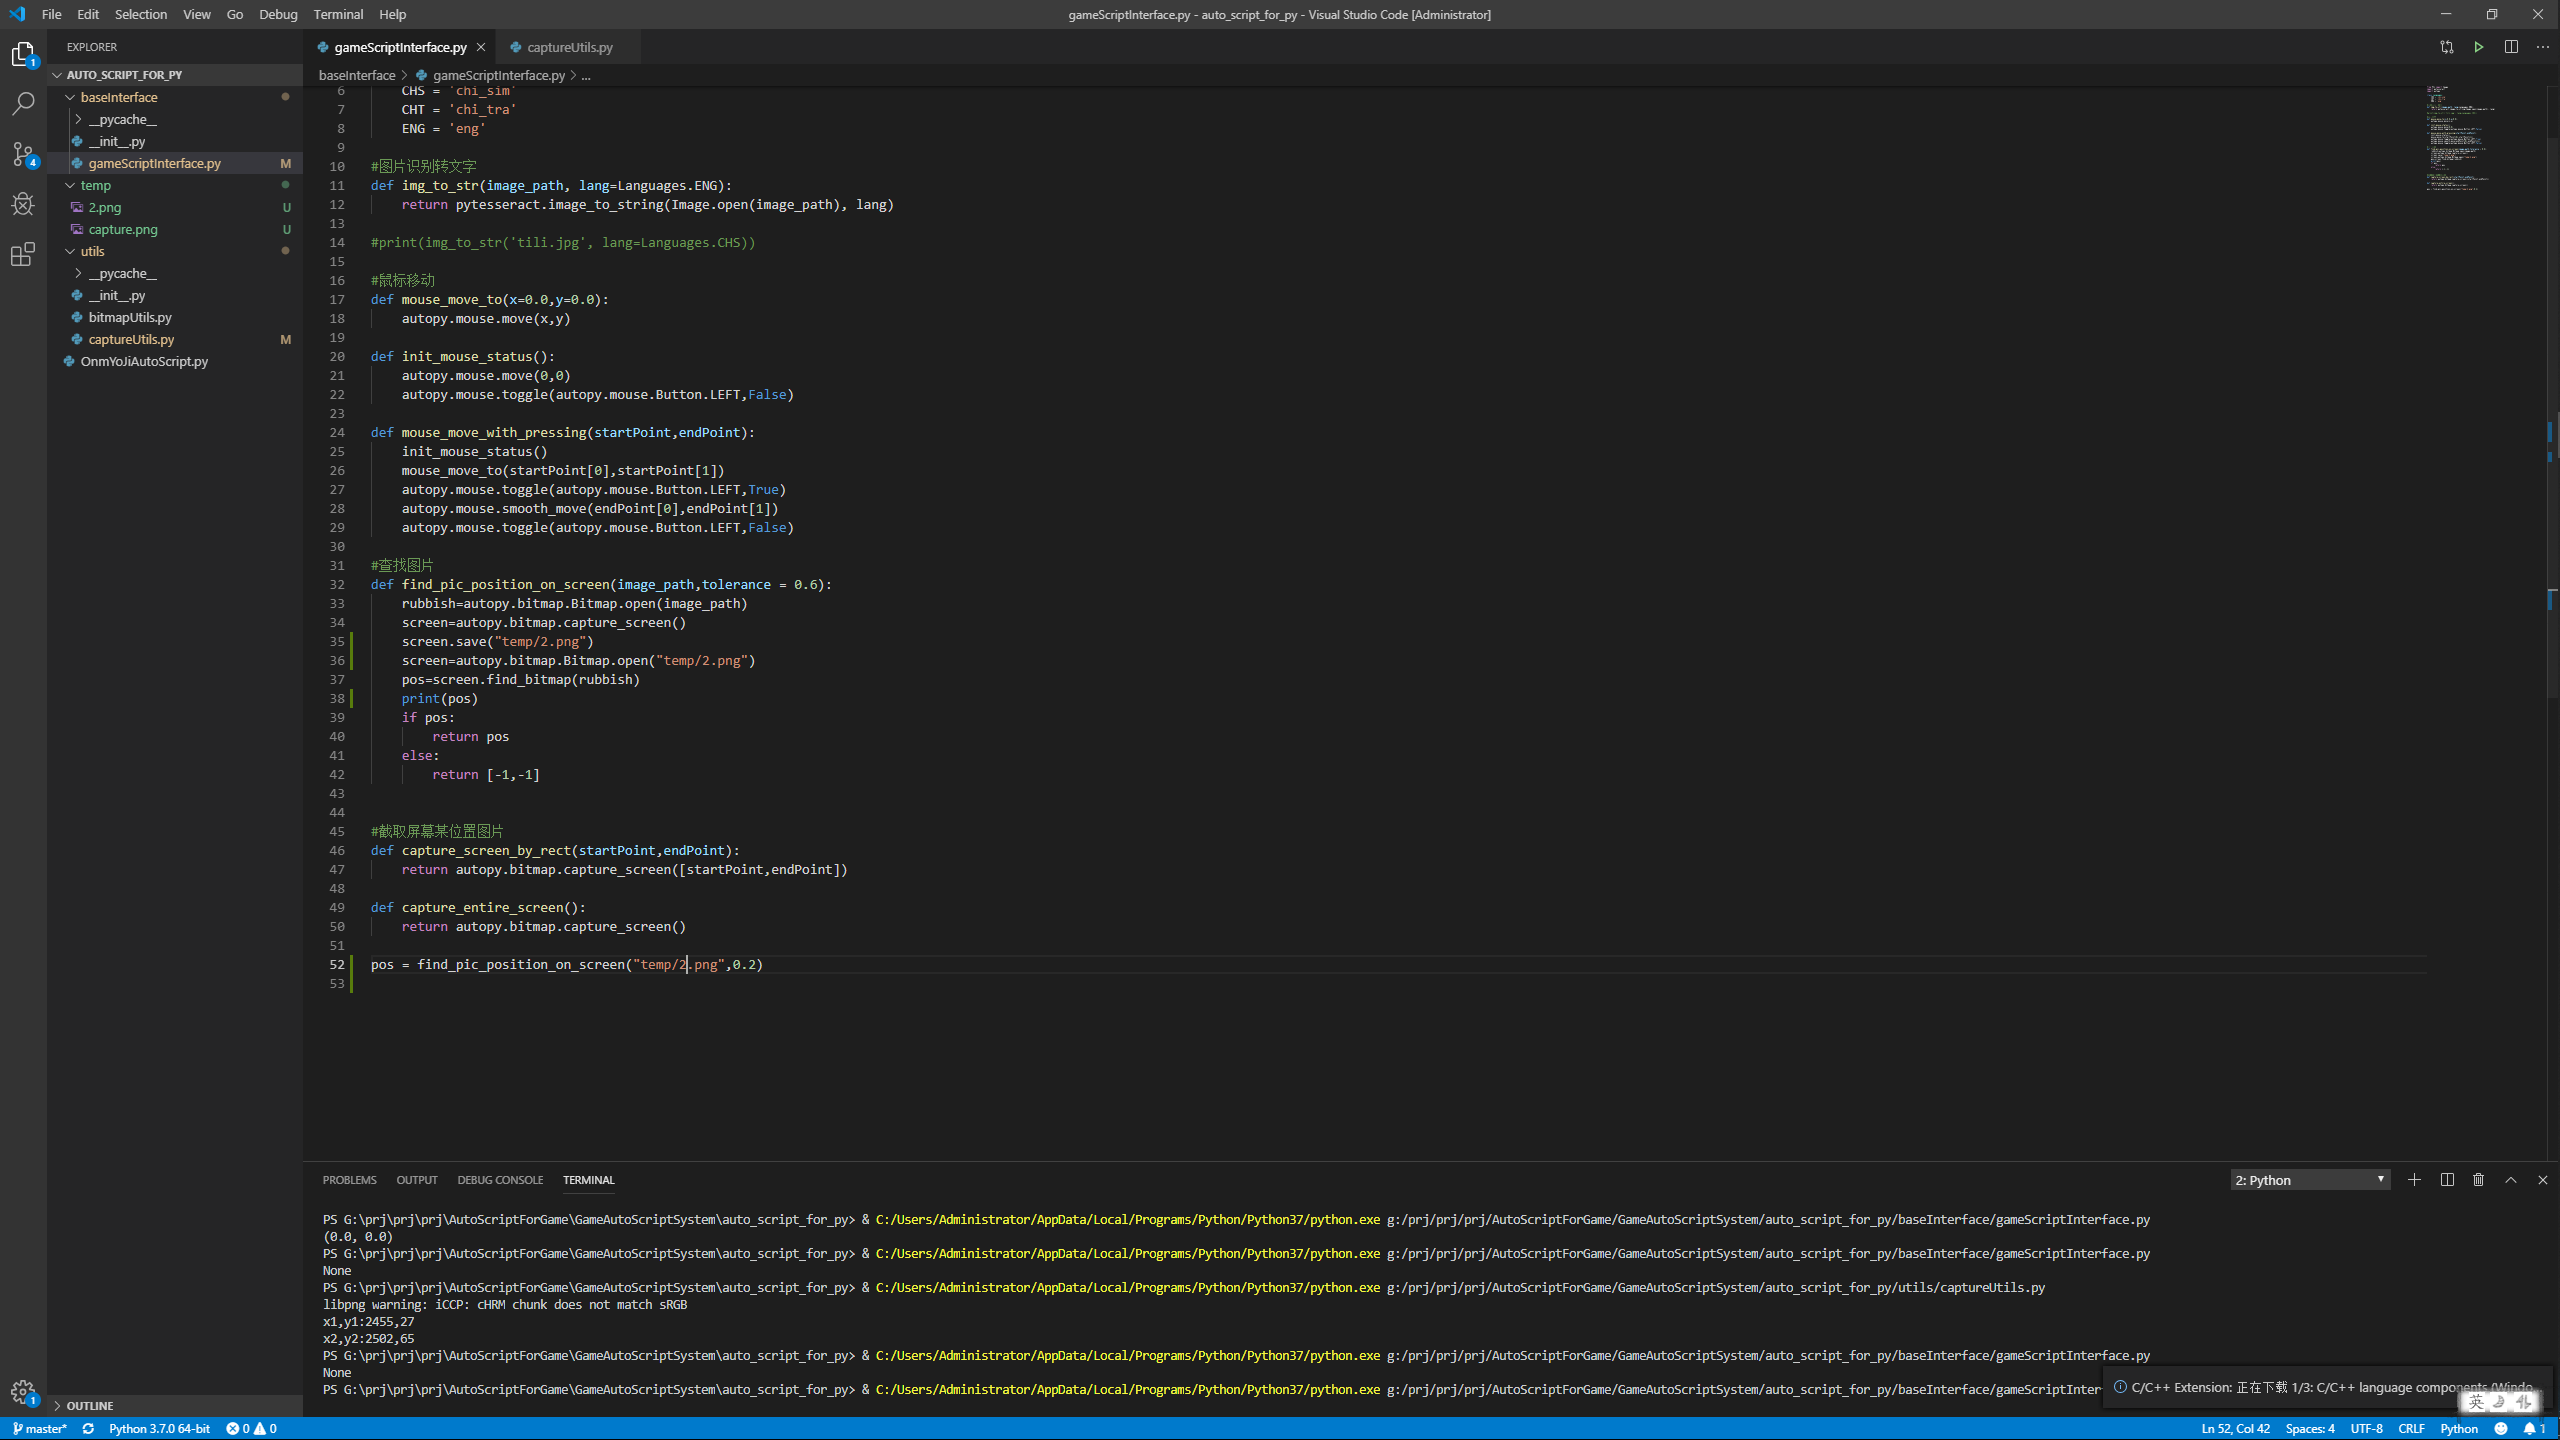 File Edit Selection View Go Debug Terminal Help
gameScriptInterface.py - auto_script_for_py - Visual Studio Code [Administrator]
EXPLORER
AUTO_SCRIPT_FOR_PY
baseInterface
__pycache__
__init__.py
gameScriptInterface.py M
temp
2.png U
capture.png U
utils
__pycache__
__init__.py
bitmapUtils.py
captureUtils.py M
OnmYoJiAutoScript.py
OUTLINE
gameScriptInterface.py
captureUtils.py
baseInterface > gameScriptInterface.py > ...
6 CHS = 'chi_sim'
7 CHT = 'chi_tra'
8 ENG = 'eng'
9
10 #图片识别转文字
11 def img_to_str(image_path, lang=Languages.ENG):
12 return pytesseract.image_to_string(Image.open(image_path), lang)
13
14 #print(img_to_str('tili.jpg', lang=Languages.CHS))
15
16 #鼠标移动
17 def mouse_move_to(x=0.0,y=0.0):
18 autopy.mouse.move(x,y)
19
20 def init_mouse_status():
21 autopy.mouse.move(0,0)
22 autopy.mouse.toggle(autopy.mouse.Button.LEFT,False)
23
24 def mouse_move_with_pressing(startPoint,endPoint):
25 init_mouse_status()
26 mouse_move_to(startPoint[0],startPoint[1])
27 autopy.mouse.toggle(autopy.mouse.Button.LEFT,True)
28 autopy.mouse.smooth_move(endPoint[0],endPoint[1])
29 autopy.mouse.toggle(autopy.mouse.Button.LEFT,False)
30
31 #查找图片
32 def find_pic_position_on_screen(image_path,tolerance = 0.6):
33 rubbish=autopy.bitmap.Bitmap.open(image_path)
34 screen=autopy.bitmap.capture_screen()
35 screen.save("temp/2.png")
36 screen=autopy.bitmap.Bitmap.open("temp/2.png")
37 pos=screen.find_bitmap(rubbish)
38 print(pos)
39 if pos:
40 return pos
41 else:
42 return [-1,-1]
43
44
45 #截取屏幕某位置图片
46 def capture_screen_by_rect(startPoint,endPoint):
47 return autopy.bitmap.capture_screen([startPoint,endPoint])
48
49 def capture_entire_screen():
50 return autopy.bitmap.capture_screen()
51
52 pos = find_pic_position_on_screen("temp/2.png",0.2)
53
PROBLEMS OUTPUT DEBUG CONSOLE TERMINAL
2: Python
PS G:\prj\prj\prj\AutoScriptForGame\GameAutoScriptSystem\auto_script_for_py> & C:/Users/Administrator/AppData/Local/Programs/Python/Python37/python.exe g:/prj/prj/prj/AutoScriptForGame/GameAutoScriptSystem/auto_script_for_py/baseInterface/gameScriptInterface.py
(0.0, 0.0)
PS G:\prj\prj\prj\AutoScriptForGame\GameAutoScriptSystem\auto_script_for_py> & C:/Users/Administrator/AppData/Local/Programs/Python/Python37/python.exe g:/prj/prj/prj/AutoScriptForGame/GameAutoScriptSystem/auto_script_for_py/baseInterface/gameScriptInterface.py
None
PS G:\prj\prj\prj\AutoScriptForGame\GameAutoScriptSystem\auto_script_for_py> & C:/Users/Administrator/AppData/Local/Programs/Python/Python37/python.exe g:/prj/prj/prj/AutoScriptForGame/GameAutoScriptSystem/auto_script_for_py/utils/captureUtils.py
libpng warning: iCCP: cHRM chunk does not match sRGB
x1,y1:2455,27
x2,y2:2502,65
PS G:\prj\prj\prj\AutoScriptForGame\GameAutoScriptSystem\auto_script_for_py> & C:/Users/Administrator/AppData/Local/Programs/Python/Python37/python.exe g:/prj/prj/prj/AutoScriptForGame/GameAutoScriptSystem/auto_script_for_py/baseInterface/gameScriptInterface.py
None
PS G:\prj\prj\prj\AutoScriptForGame\GameAutoScriptSystem\auto_script_for_py> & C:/Users/Administrator/AppData/Local/Programs/Python/Python37/python.exe g:/prj/prj/prj/AutoScriptForGame/GameAutoScriptSystem/auto_script_for_py/baseInterface/gameScriptInter
C/C++ Extension: 正在下载 1/3: C/C++ language components (Windo...
英
master* Python 3.7.0 64-bit 0 0
Ln 52, Col 42 Spaces: 4 UTF-8 CRLF Python 1